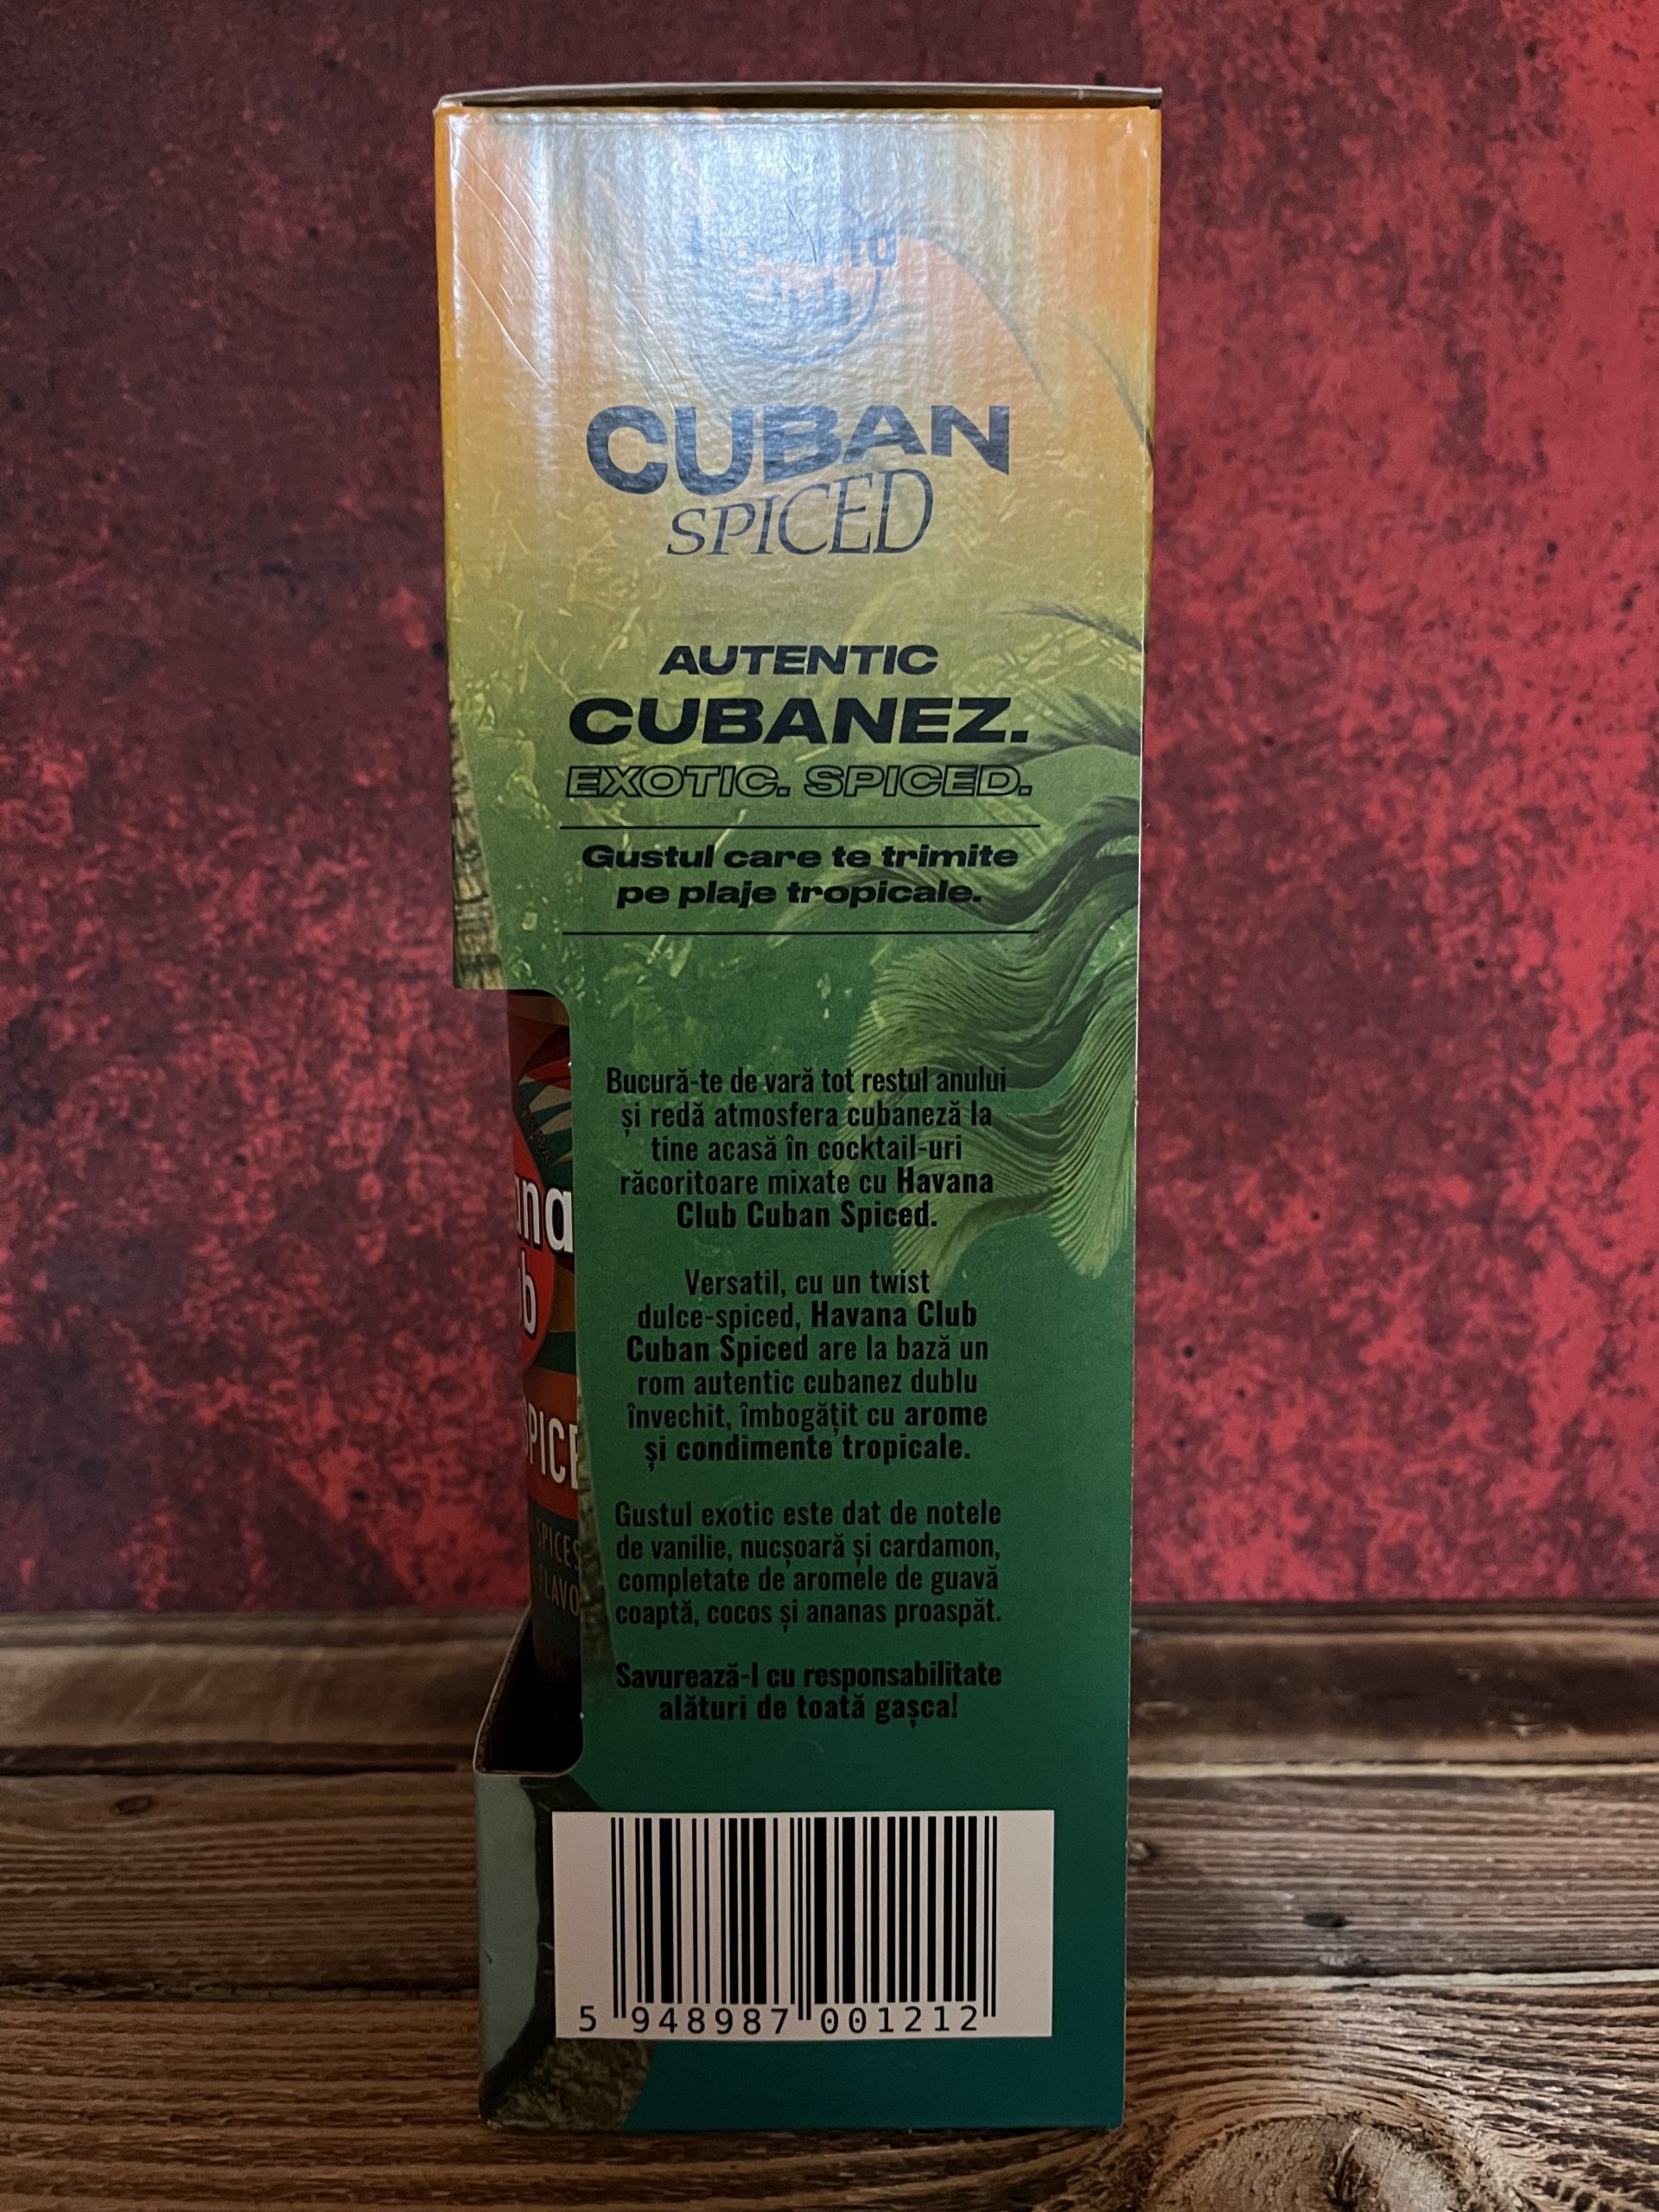 CUBAN
SPICED
AUTENTIC
CUBANEZ.
EXOTIC. SPICED.
Gustul care te trimite
pe plaje tropicale.
Bucură-te de vară tot restul anului
și redă atmosfera cubaneză la
tine acasă în cocktail-uri
răcoritoare mixate cu Havana
Club Cuban Spiced.
Versatil, cu un twist
dulce-spiced, Havana Club
Cuban Spiced are la bază un
rom autentic cubanez dublu
învechit, îmbogățit cu arome
și condimente tropicale.
Gustul exotic este dat de notele
de vanilie, nucșoară și cardamon,
completate de aromele de guavă
coaptă, cocos și ananas proaspăt.
Savurează-l cu responsabilitate
alături de toată gașca!
5 948987 001212